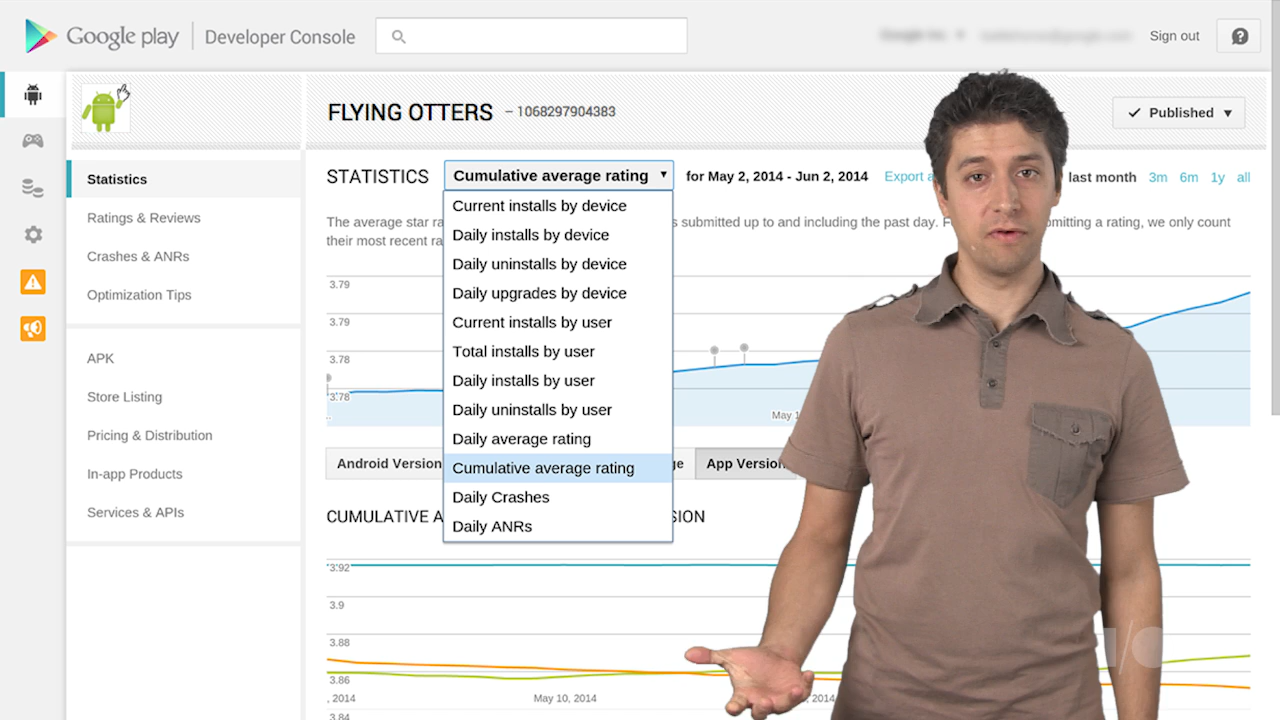 Google play Developer Console
Sign out
FLYING OTTERS – 1068297904383
Published
Statistics
Ratings & Reviews
Crashes & ANRs
Optimization Tips
APK
Store Listing
Pricing & Distribution
In-app Products
Services & APIs
STATISTICS Cumulative average rating for May 2, 2014 - Jun 2, 2014 Export last month 3m 6m 1y all
The average star s submitted up to and including the past day. a rating, we only count
their most recent
Current installs by device
Daily installs by device
Daily uninstalls by device
Daily upgrades by device
Current installs by user
Total installs by user
Daily installs by user
Daily uninstalls by user
Daily average rating
Cumulative average rating
Daily Crashes
Daily ANRs
3.79
3.79
3.78
3.78
May 1
Android Version ge App Version
CUMULATIVE A SION
3.92
3.9
3.88
3.86
, 2014 May 10, 2014 2014
3.84
I/O